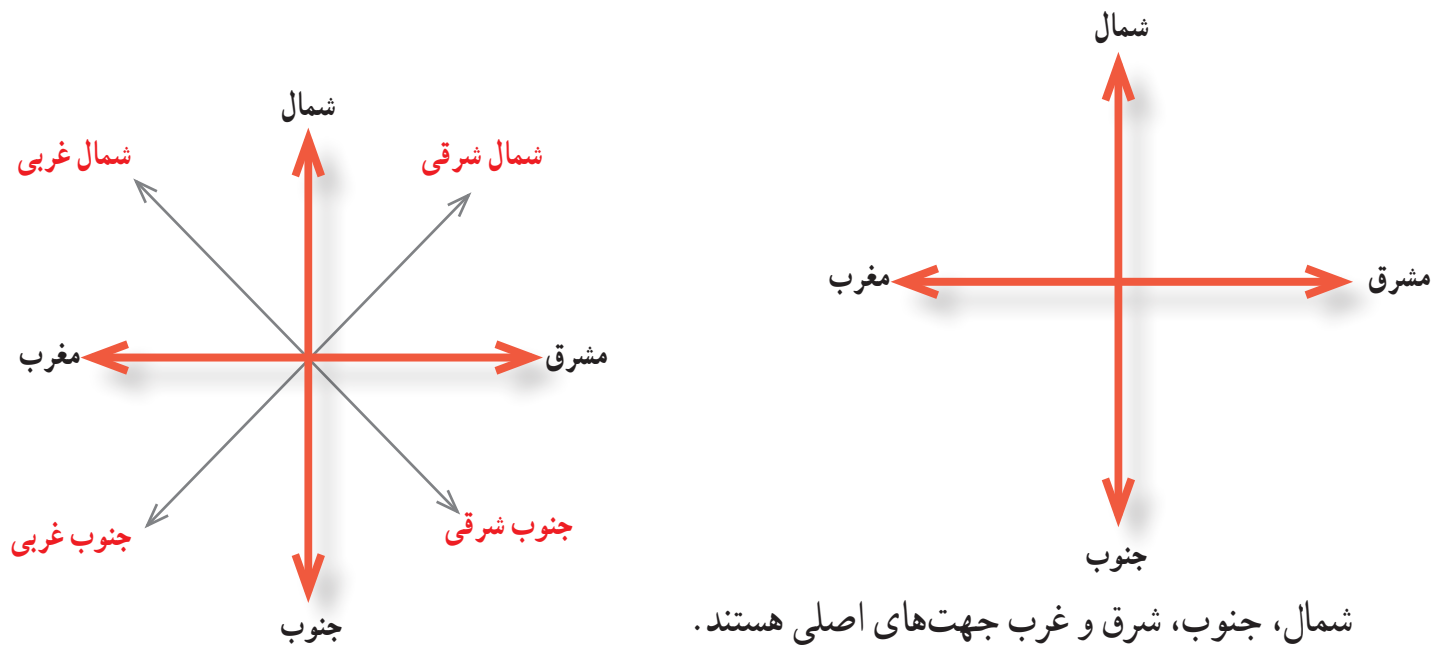 شمال
مشرق
مغرب
جنوب
شمال، جنوب، شرق و غرب جهت‌های اصلی هستند.
شمال
شمال شرقی
شمال غربی
مشرق
مغرب
جنوب شرقی
جنوب غربی
جنوب